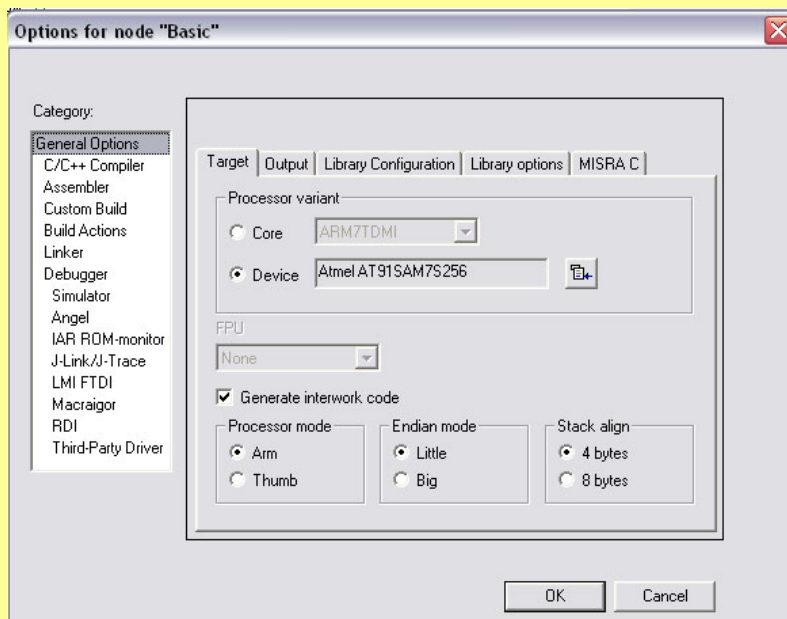 Options for node "Basic"
Category:
General Options
C/C++ Compiler
Assembler
Custom Build
Build Actions
Linker
Debugger
Simulator
Angel
IAR ROM-monitor
J-Link/J-Trace
LMI FTDI
Macraigor
RDI
Third-Party Driver
Target Output Library Configuration Library options MISRA C
Processor variant
Core ARM7TDMI
Device Atmel AT91SAM7S256
FPU
None
Generate interwork code
Processor mode
Arm
Thumb
Endian mode
Little
Big
Stack align
4 bytes
8 bytes
OK Cancel